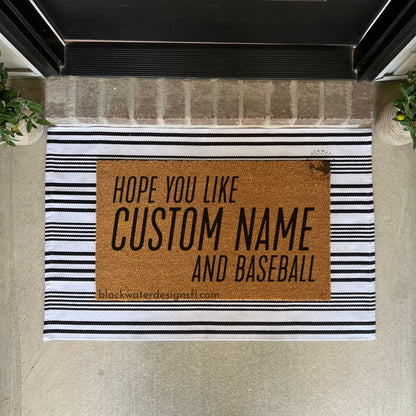 HOPE YOU LIKE
CUSTOM NAME
AND BASEBALL
blackwaterdesignsfl.com